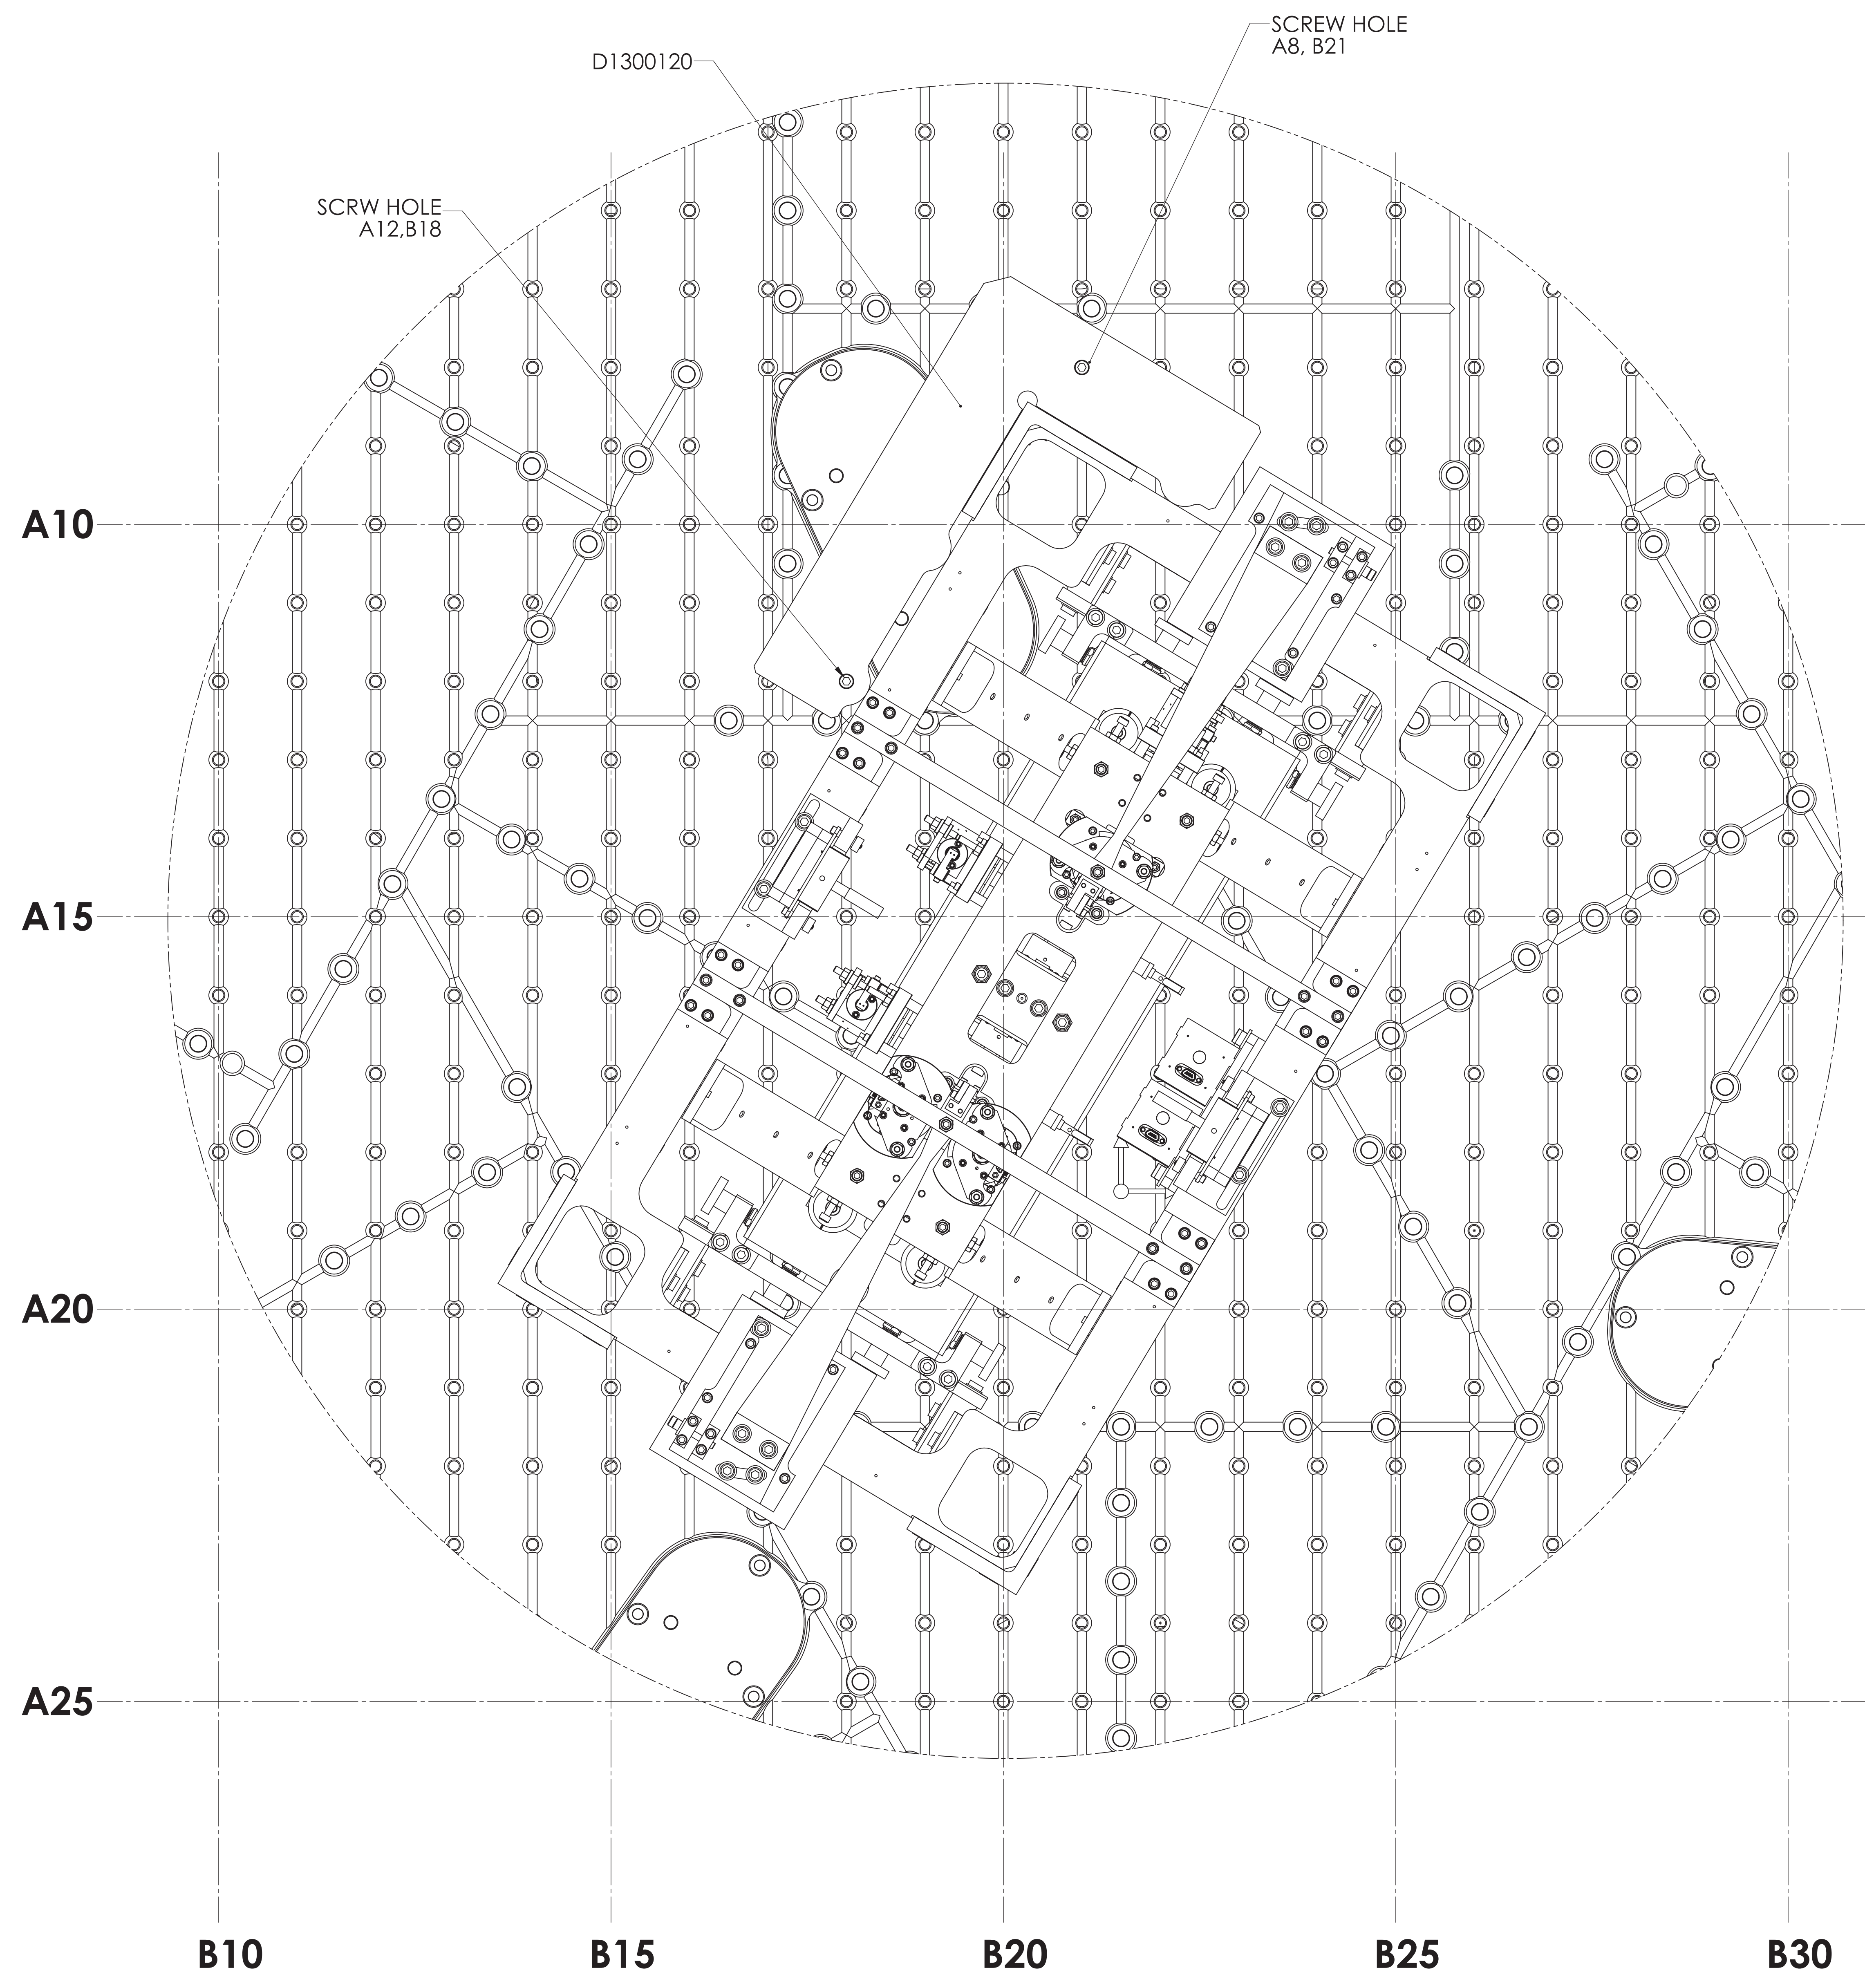 SCREW HOLE
A8, B21
D1300120
SCRW HOLE
A12,B18
A10
A15
A20
A25
B10
B15
B20
B25
B30